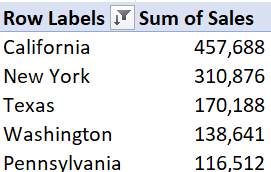 Row Labels Sum of Sales
California 457,688
New York 310,876
Texas 170,188
Washington 138,641
Pennsylvania 116,512